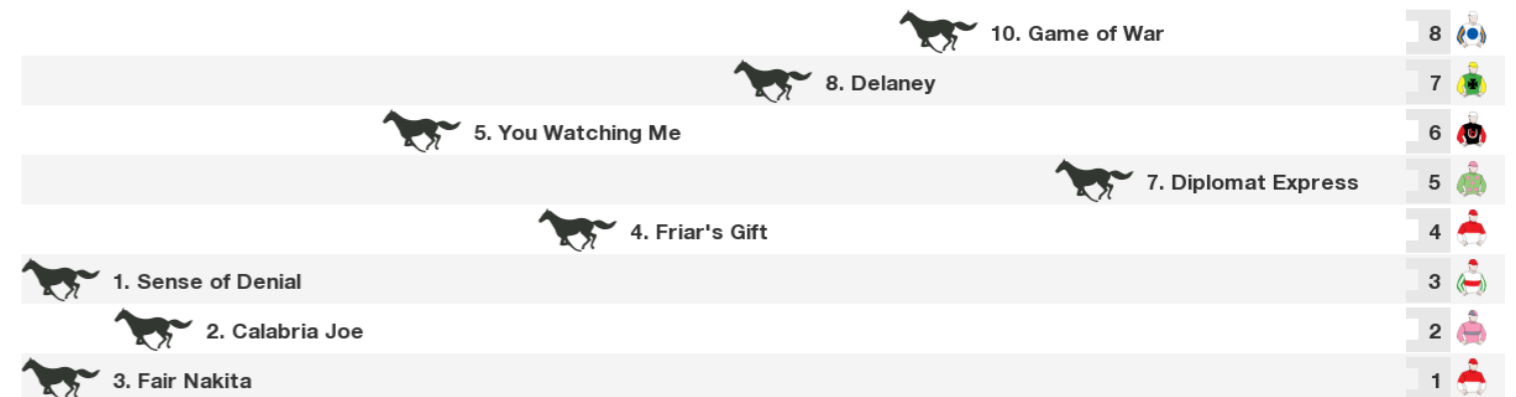 10. Game of War 8
8. Delaney 7
5. You Watching Me 6
7. Diplomat Express 5
4. Friar's Gift 4
1. Sense of Denial 3
2. Calabria Joe 2
3. Fair Nakita 1